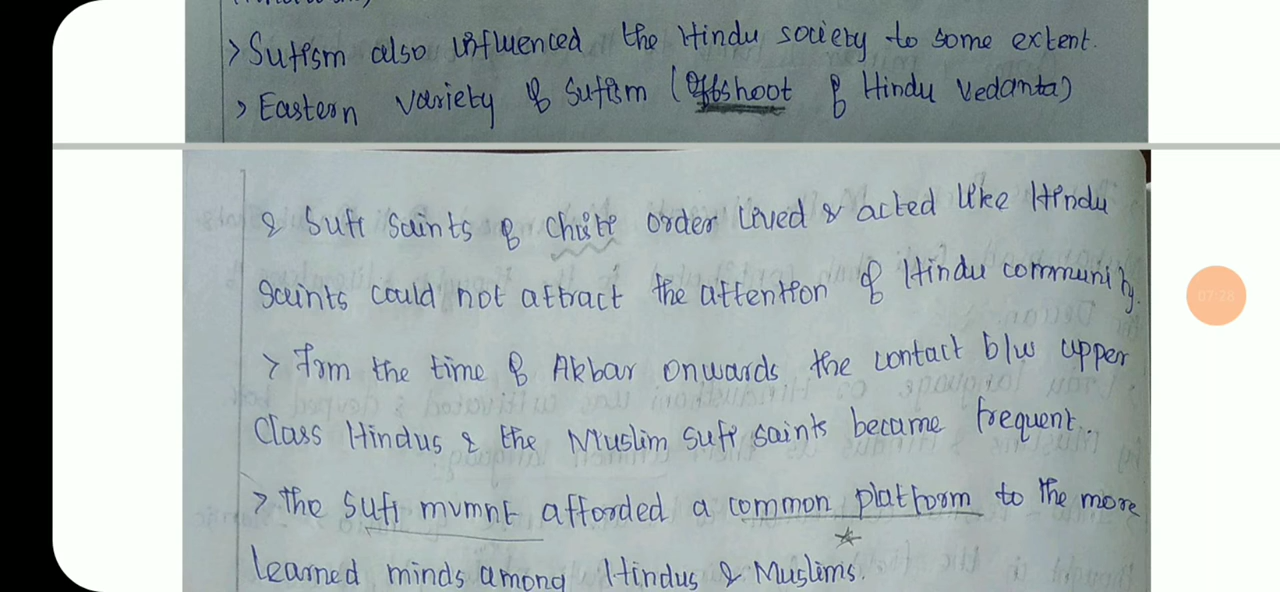 > Sufism also influenced the Hindu society to some extent.
> Eastern variety of Sufism (Offshoot of Hindu Vedanta)
& Sufi Saints of Chisti order lived & acted like Hindu
Saints could not attract the attention of Hindu community.
> From the time of Akbar onwards the contact b/w upper
Class Hindus & the Muslim sufi saints became frequent.
> the Sufi mvmnt afforded a common platform to the more
learned minds among Hindus & Muslims.
07:28